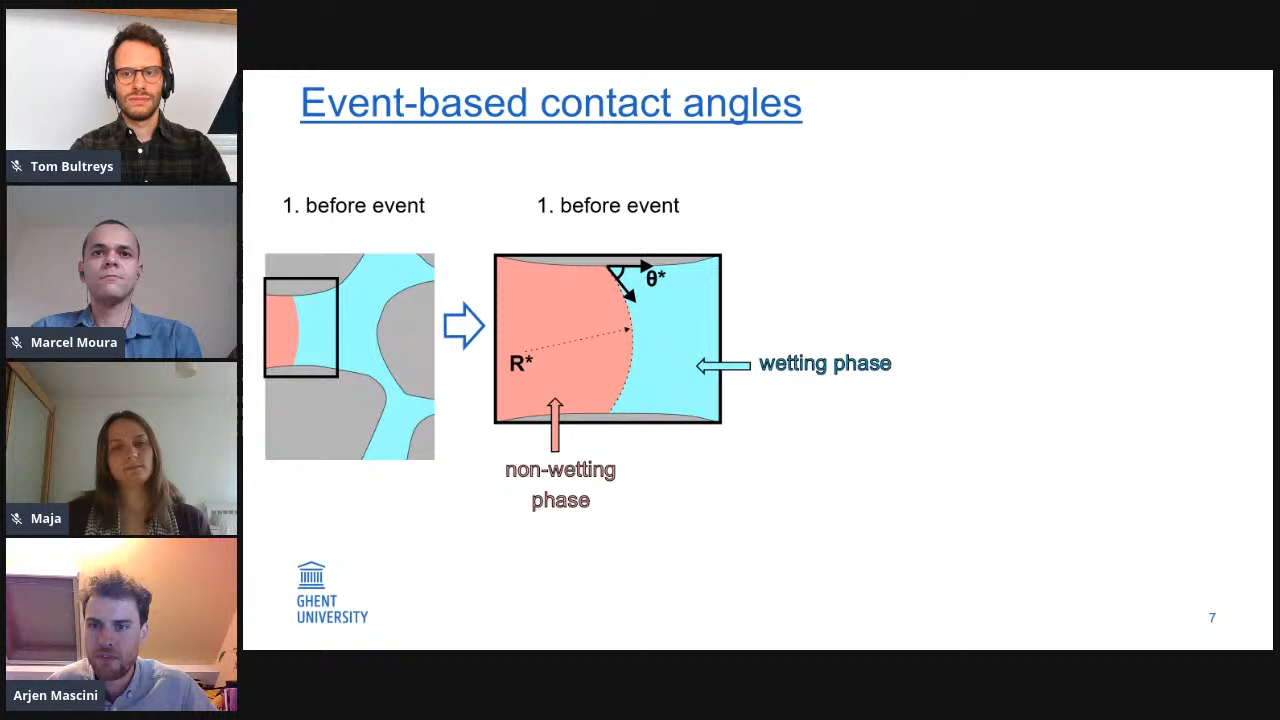 Tom Bultreys
Marcel Moura
Maja
Arjen Mascini
Event-based contact angles
1. before event
1. before event
θ*
R*
wetting phase
non-wetting
phase
GHENT
UNIVERSITY
7